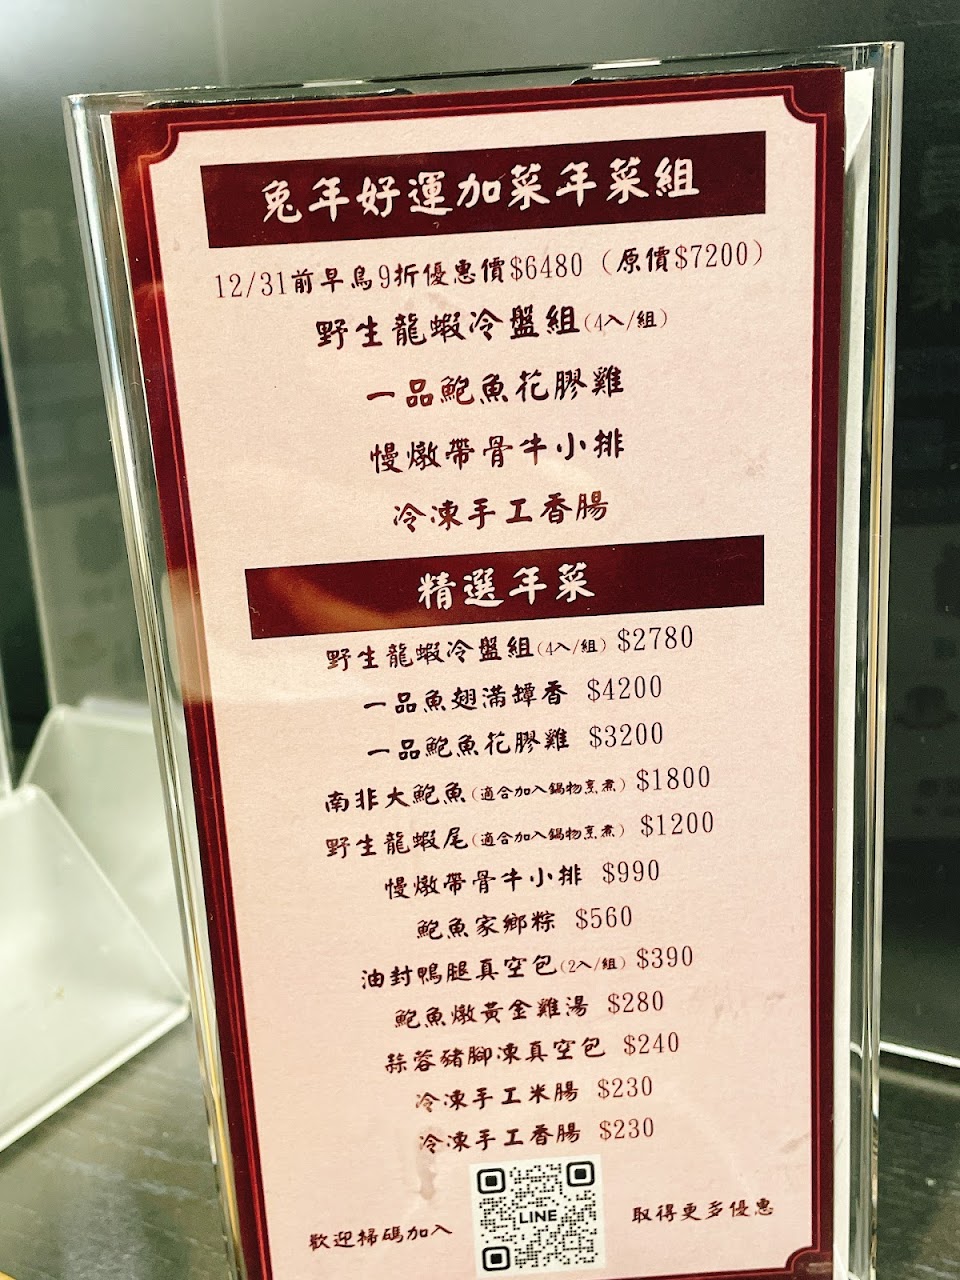 兔年好運加菜年菜組
12/31前早鳥9折優惠價$6480（原價$7200）
野生龍蝦冷盤組(4入/組)
一品鮑魚花膠雞
慢燉帶骨牛小排
冷凍手工香腸
精選年菜
野生龍蝦冷盤組(4入/組) $2780
一品魚翅滿罈香 $4200
一品鮑魚花膠雞 $3200
南非大鮑魚(適合加入鍋物烹煮) $1800
野生龍蝦尾(適合加入鍋物烹煮) $1200
慢燉帶骨牛小排 $990
鮑魚家鄉粽 $560
油封鴨腿真空包(2入/組) $390
鮑魚燉黃金雞湯 $280
蒜蓉豬腳凍真空包 $240
冷凍手工米腸 $230
冷凍手工香腸 $230
歡迎掃碼加入
LINE
取得更多優惠